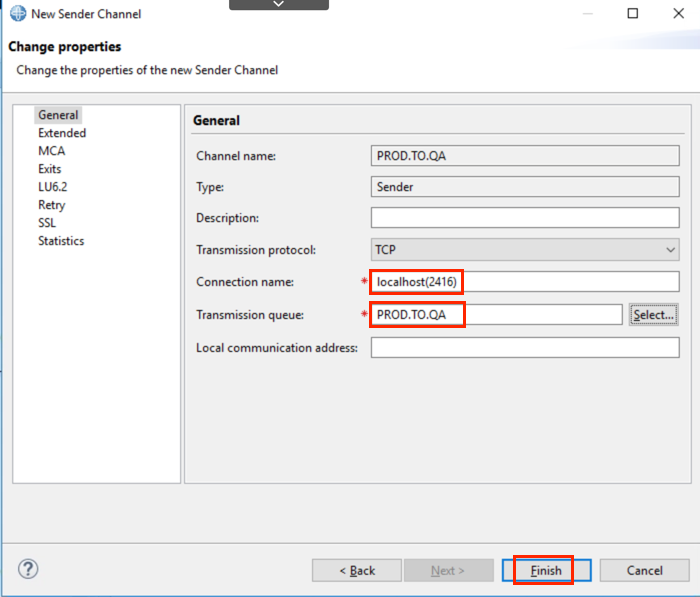 New Sender Channel
Change properties
Change the properties of the new Sender Channel
General
Extended
MCA
Exits
LU6.2
Retry
SSL
Statistics
General
Channel name: PROD.TO.QA
Type: Sender
Description:
Transmission protocol: TCP
Connection name: * localhost(2416)
Transmission queue: * PROD.TO.QA Select...
Local communication address:
? < Back Next > Finish Cancel